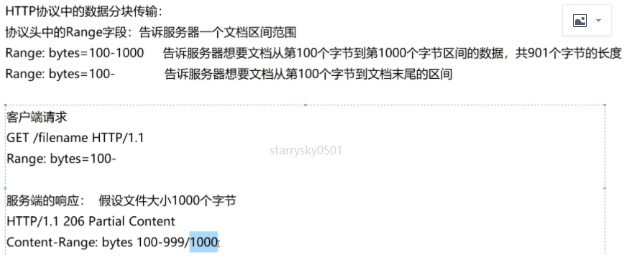 HTTP协议中的数据分块传输：
协议头中的Range字段：告诉服务器一个文档区间范围
Range: bytes=100-1000 告诉服务器想要文档从第100个字节到第1000个字节区间的数据，共901个字节的长度
Range: bytes=100- 告诉服务器想要文档从第100个字节到文档末尾的区间
客户端请求
GET /filename HTTP/1.1
Range: bytes=100-
starrysky0501
服务端的响应： 假设文件大小1000个字节
HTTP/1.1 206 Partial Content
Content-Range: bytes 100-999/1000